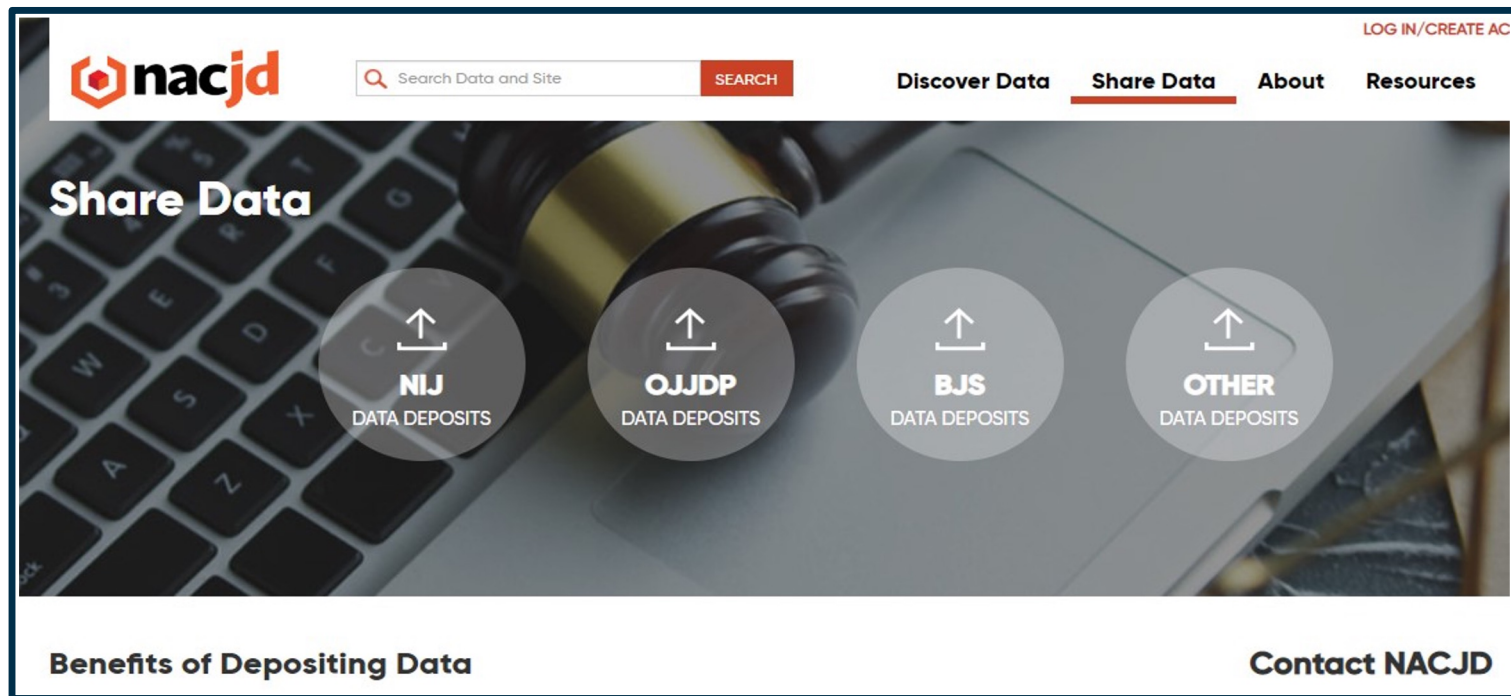 LOG IN/CREATE AC
nacjd
Search Data and Site
SEARCH
Discover Data
Share Data
About
Resources
Share Data
NIJ
DATA DEPOSITS
OJJDP
DATA DEPOSITS
BJS
DATA DEPOSITS
OTHER
DATA DEPOSITS
Benefits of Depositing Data
Contact NACJD